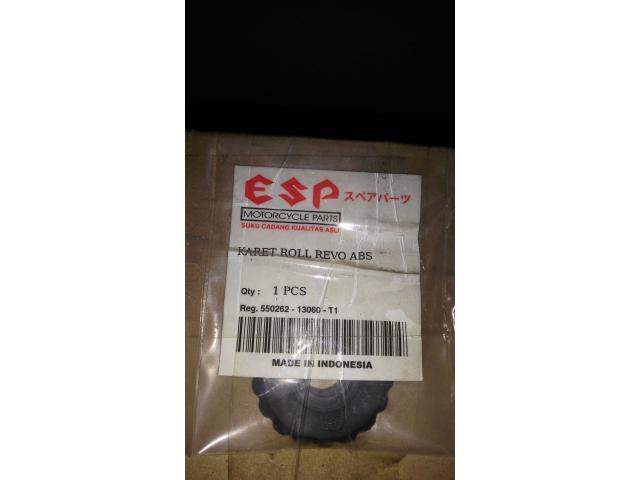 ESP スペアパーツ
MOTORCYCLE PARTS
SUKU CADANG KUALITAS ASLI
KARET ROLL REVO ABS
Qty : 1 PCS
Reg. 550262 - 13060 - T1
MADE IN INDONESIA